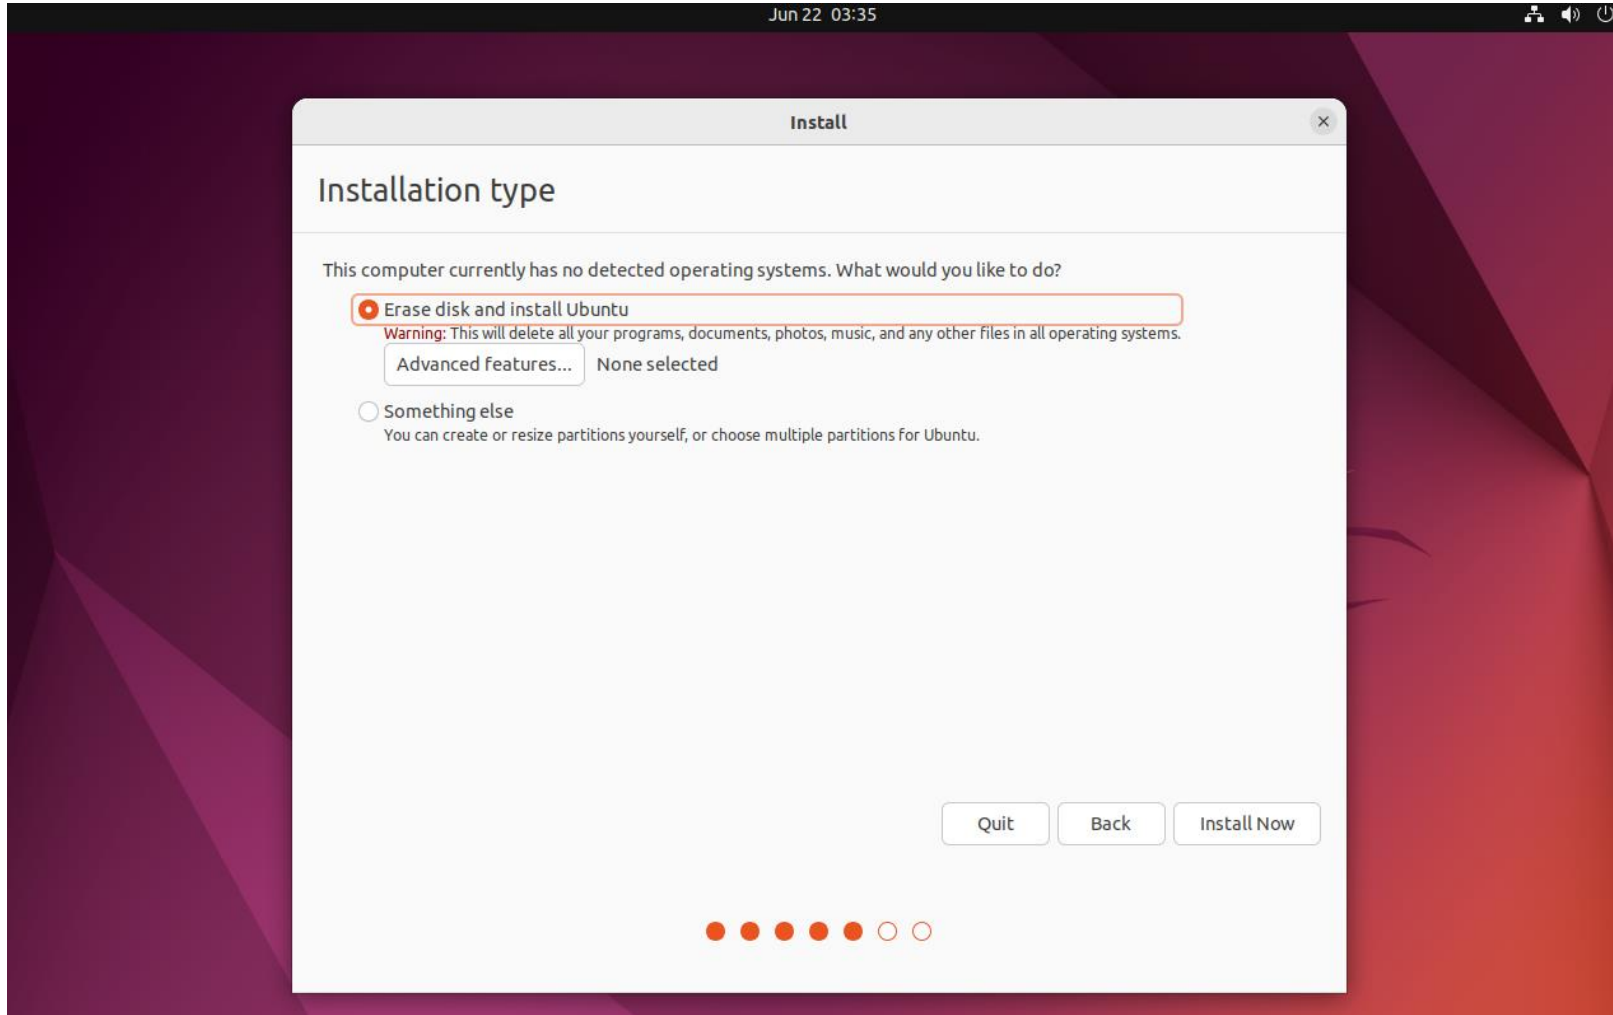 Jun 22 03:35
Install
Installation type
This computer currently has no detected operating systems. What would you like to do?
Erase disk and install Ubuntu
Warning: This will delete all your programs, documents, photos, music, and any other files in all operating systems.
Advanced features... None selected
Something else
You can create or resize partitions yourself, or choose multiple partitions for Ubuntu.
Quit Back Install Now